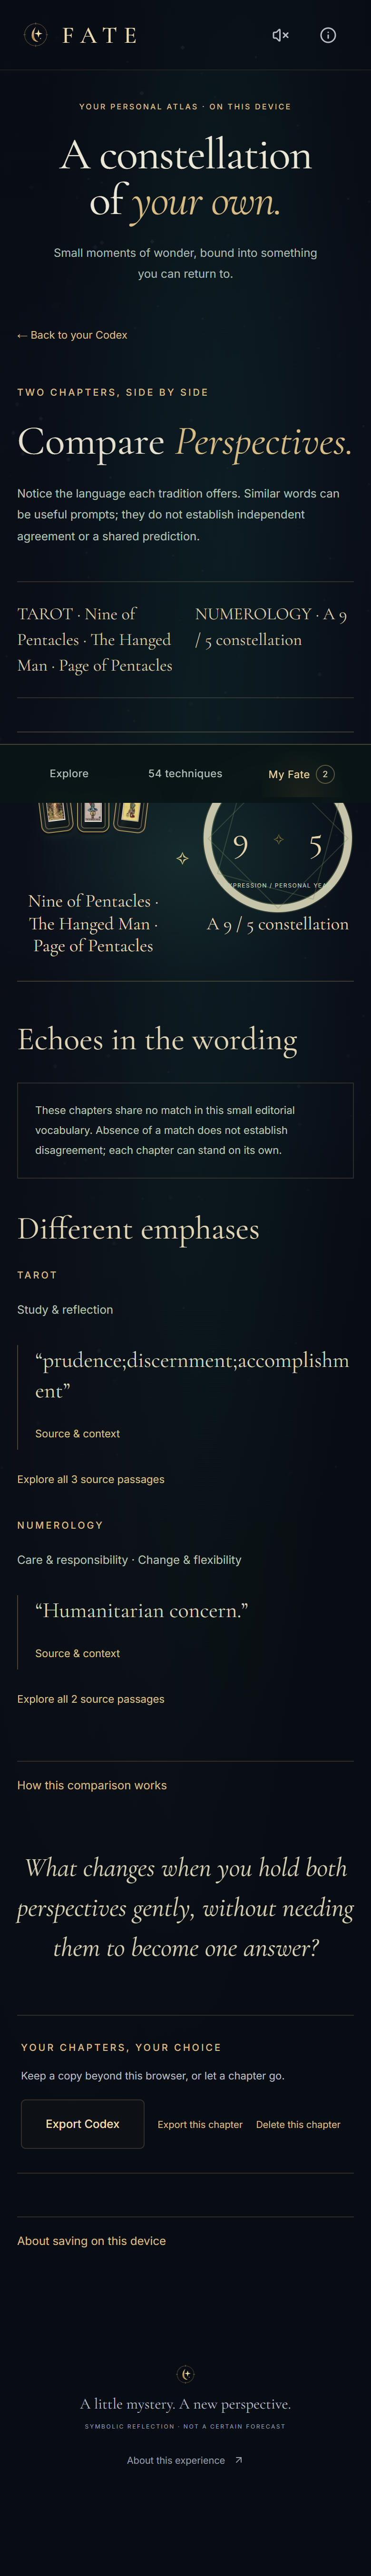 FATE
YOUR PERSONAL ATLAS · ON THIS DEVICE
A constellation
of your own.
Small moments of wonder, bound into something
you can return to.
← Back to your Codex
TWO CHAPTERS, SIDE BY SIDE
Compare Perspectives.
Notice the language each tradition offers. Similar words can
be useful prompts; they do not establish independent
agreement or a shared prediction.
TAROT · Nine of
Pentacles · The Hanged
Man · Page of Pentacles
NUMEROLOGY · A 9
/ 5 constellation
Explore
54 techniques
My Fate 2
9 5
PRESSION / PERSONAL YEA
Nine of Pentacles ·
The Hanged Man ·
Page of Pentacles
A 9 / 5 constellation
Echoes in the wording
These chapters share no match in this small editorial
vocabulary. Absence of a match does not establish
disagreement; each chapter can stand on its own.
Different emphases
TAROT
Study & reflection
“prudence;discernment;accomplishm
ent”
Source & context
Explore all 3 source passages
NUMEROLOGY
Care & responsibility · Change & flexibility
“Humanitarian concern.”
Source & context
Explore all 2 source passages
How this comparison works
What changes when you hold both
perspectives gently, without needing
them to become one answer?
YOUR CHAPTERS, YOUR CHOICE
Keep a copy beyond this browser, or let a chapter go.
Export Codex
Export this chapter
Delete this chapter
About saving on this device
A little mystery. A new perspective.
SYMBOLIC REFLECTION · NOT A CERTAIN FORECAST
About this experience ↗